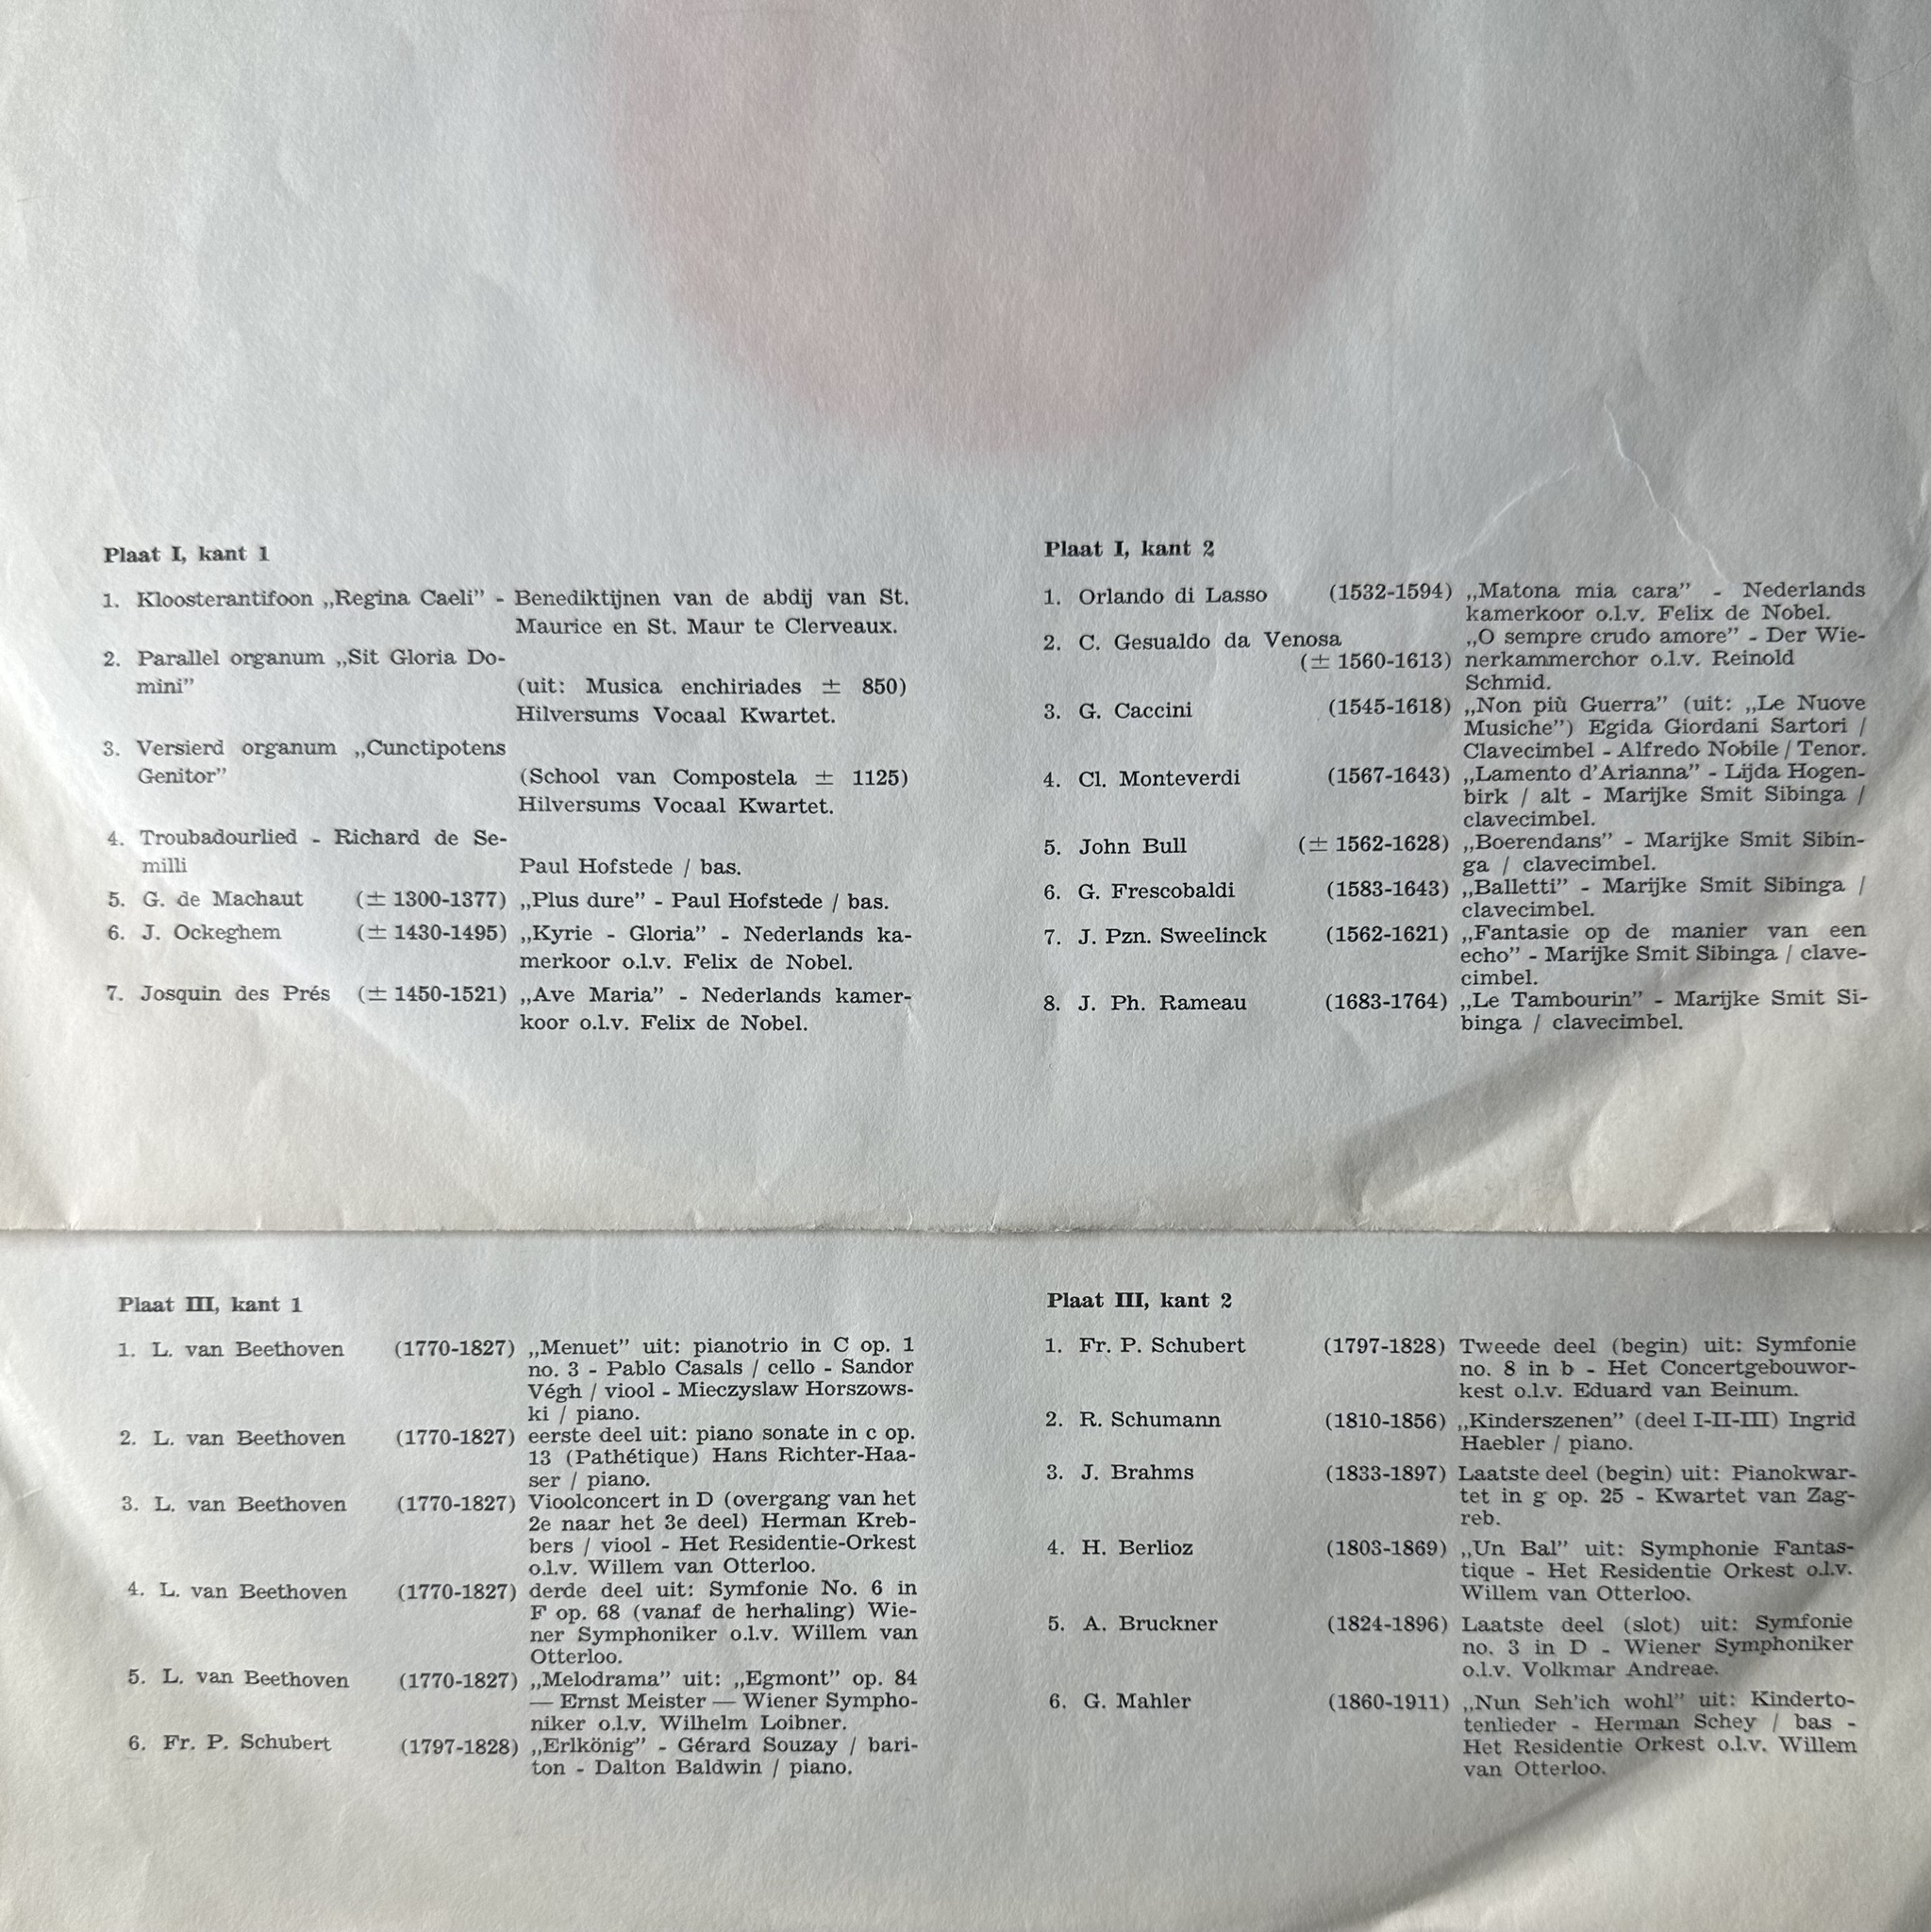 Plaat I, kant 1
1. Kloosterantifoon „Regina Caeli” - Benediktijnen van de abdij van St.
Maurice en St. Maur te Clerveaux.
2. Parallel organum „Sit Gloria Do-
mini” (uit: Musica enchiriades ± 850)
Hilversums Vocaal Kwartet.
3. Versierd organum „Cunctipotens
Genitor” (School van Compostela ± 1125)
Hilversums Vocaal Kwartet.
4. Troubadourlied - Richard de Se-
milli Paul Hofstede / bas.
5. G. de Machaut (± 1300-1377) „Plus dure” - Paul Hofstede / bas.
6. J. Ockeghem (± 1430-1495) „Kyrie - Gloria” - Nederlands ka-
merkoor o.l.v. Felix de Nobel.
7. Josquin des Prés (± 1450-1521) „Ave Maria” - Nederlands kamer-
koor o.l.v. Felix de Nobel.
Plaat I, kant 2
1. Orlando di Lasso (1532-1594) „Matona mia cara” - Nederlands
kamerkoor o.l.v. Felix de Nobel.
2. C. Gesualdo da Venosa „O sempre crudo amore” - Der Wie-
(± 1560-1613) nerkammerchor o.l.v. Reinold
Schmid.
3. G. Caccini (1545-1618) „Non più Guerra” (uit: „Le Nuove
Musiche”) Egida Giordani Sartori /
Clavecimbel - Alfredo Nobile / Tenor.
4. Cl. Monteverdi (1567-1643) „Lamento d'Arianna” - Lijda Hogen-
birk / alt - Marijke Smit Sibinga /
clavecimbel.
5. John Bull (± 1562-1628) „Boerendans” - Marijke Smit Sibin-
ga / clavecimbel.
6. G. Frescobaldi (1583-1643) „Balletti” - Marijke Smit Sibinga /
clavecimbel.
7. J. Pzn. Sweelinck (1562-1621) „Fantasie op de manier van een
echo” - Marijke Smit Sibinga / clave-
cimbel.
8. J. Ph. Rameau (1683-1764) „Le Tambourin” - Marijke Smit Si-
binga / clavecimbel.
Plaat III, kant 1
1. L. van Beethoven (1770-1827) „Menuet” uit: pianotrio in C op. 1
no. 3 - Pablo Casals / cello - Sandor
Végh / viool - Mieczyslaw Horszows-
ki / piano.
2. L. van Beethoven (1770-1827) eerste deel uit: piano sonate in c op.
13 (Pathétique) Hans Richter-Haa-
ser / piano.
3. L. van Beethoven (1770-1827) Vioolconcert in D (overgang van het
2e naar het 3e deel) Herman Kreb-
bers / viool - Het Residentie-Orkest
o.l.v. Willem van Otterloo.
4. L. van Beethoven (1770-1827) derde deel uit: Symfonie No. 6 in
F op. 68 (vanaf de herhaling) Wie-
ner Symphoniker o.l.v. Willem van
Otterloo.
5. L. van Beethoven (1770-1827) „Melodrama” uit: „Egmont” op. 84
— Ernst Meister — Wiener Sympho-
niker o.l.v. Wilhelm Loibner.
6. Fr. P. Schubert (1797-1828) „Erlkönig” - Gérard Souzay / bari-
ton - Dalton Baldwin / piano.
Plaat III, kant 2
1. Fr. P. Schubert (1797-1828) Tweede deel (begin) uit: Symfonie
no. 8 in b - Het Concertgebouwor-
kest o.l.v. Eduard van Beinum.
2. R. Schumann (1810-1856) „Kinderszenen” (deel I-II-III) Ingrid
Haebler / piano.
3. J. Brahms (1833-1897) Laatste deel (begin) uit: Pianokwar-
tet in g op. 25 - Kwartet van Zag-
reb.
4. H. Berlioz (1803-1869) „Un Bal” uit: Symphonie Fantas-
tique - Het Residentie Orkest o.l.v.
Willem van Otterloo.
5. A. Bruckner (1824-1896) Laatste deel (slot) uit: Symfonie
no. 3 in D - Wiener Symphoniker
o.l.v. Volkmar Andreae.
6. G. Mahler (1860-1911) „Nun Seh'ich wohl” uit: Kinderto-
tenlieder - Herman Schey / bas -
Het Residentie Orkest o.l.v. Willem
van Otterloo.